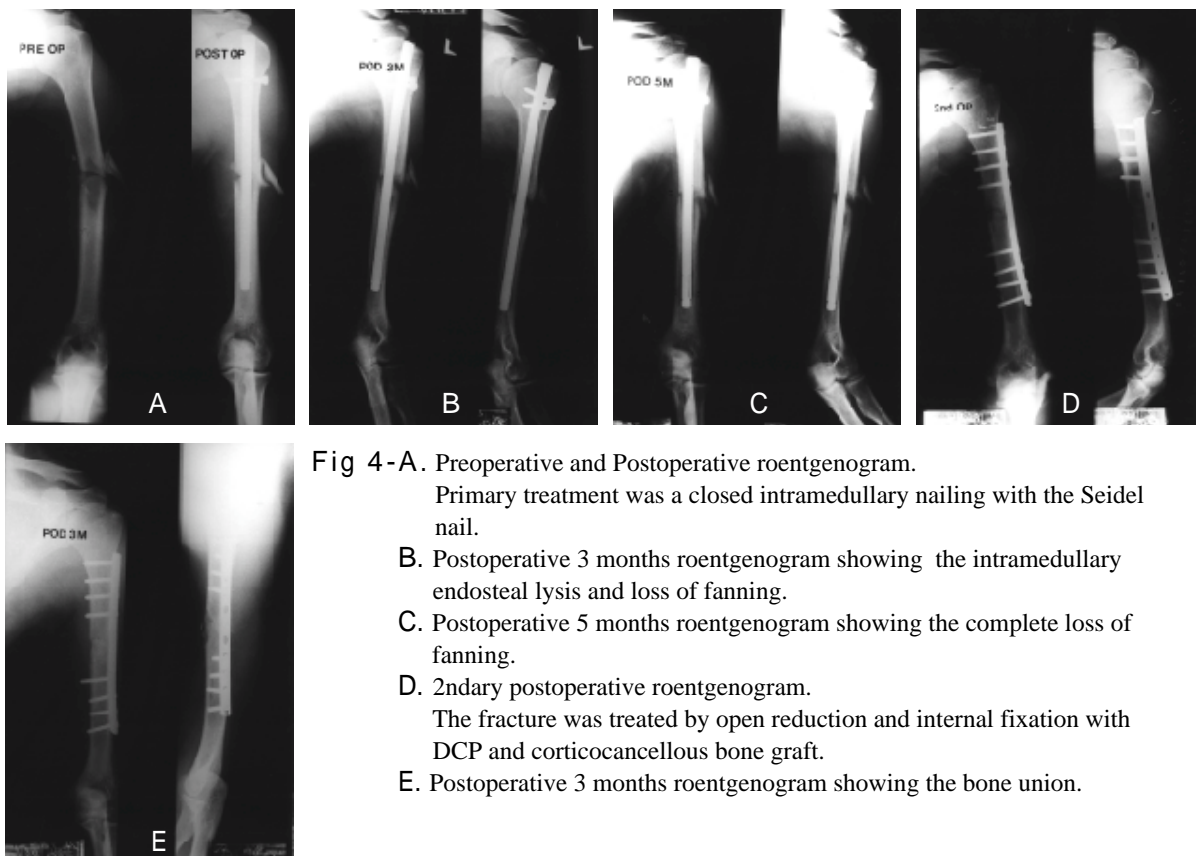 PRE OP
POST OP
A
POD 3M
L
L
B
POD 5M
C
2nd OP
D
POD 3M
E
Fig 4-A. Preoperative and Postoperative roentgenogram.
Primary treatment was a closed intramedullary nailing with the Seidel
nail.
B. Postoperative 3 months roentgenogram showing the intramedullary
endosteal lysis and loss of fanning.
C. Postoperative 5 months roentgenogram showing the complete loss of
fanning.
D. 2ndary postoperative roentgenogram.
The fracture was treated by open reduction and internal fixation with
DCP and corticocancellous bone graft.
E. Postoperative 3 months roentgenogram showing the bone union.